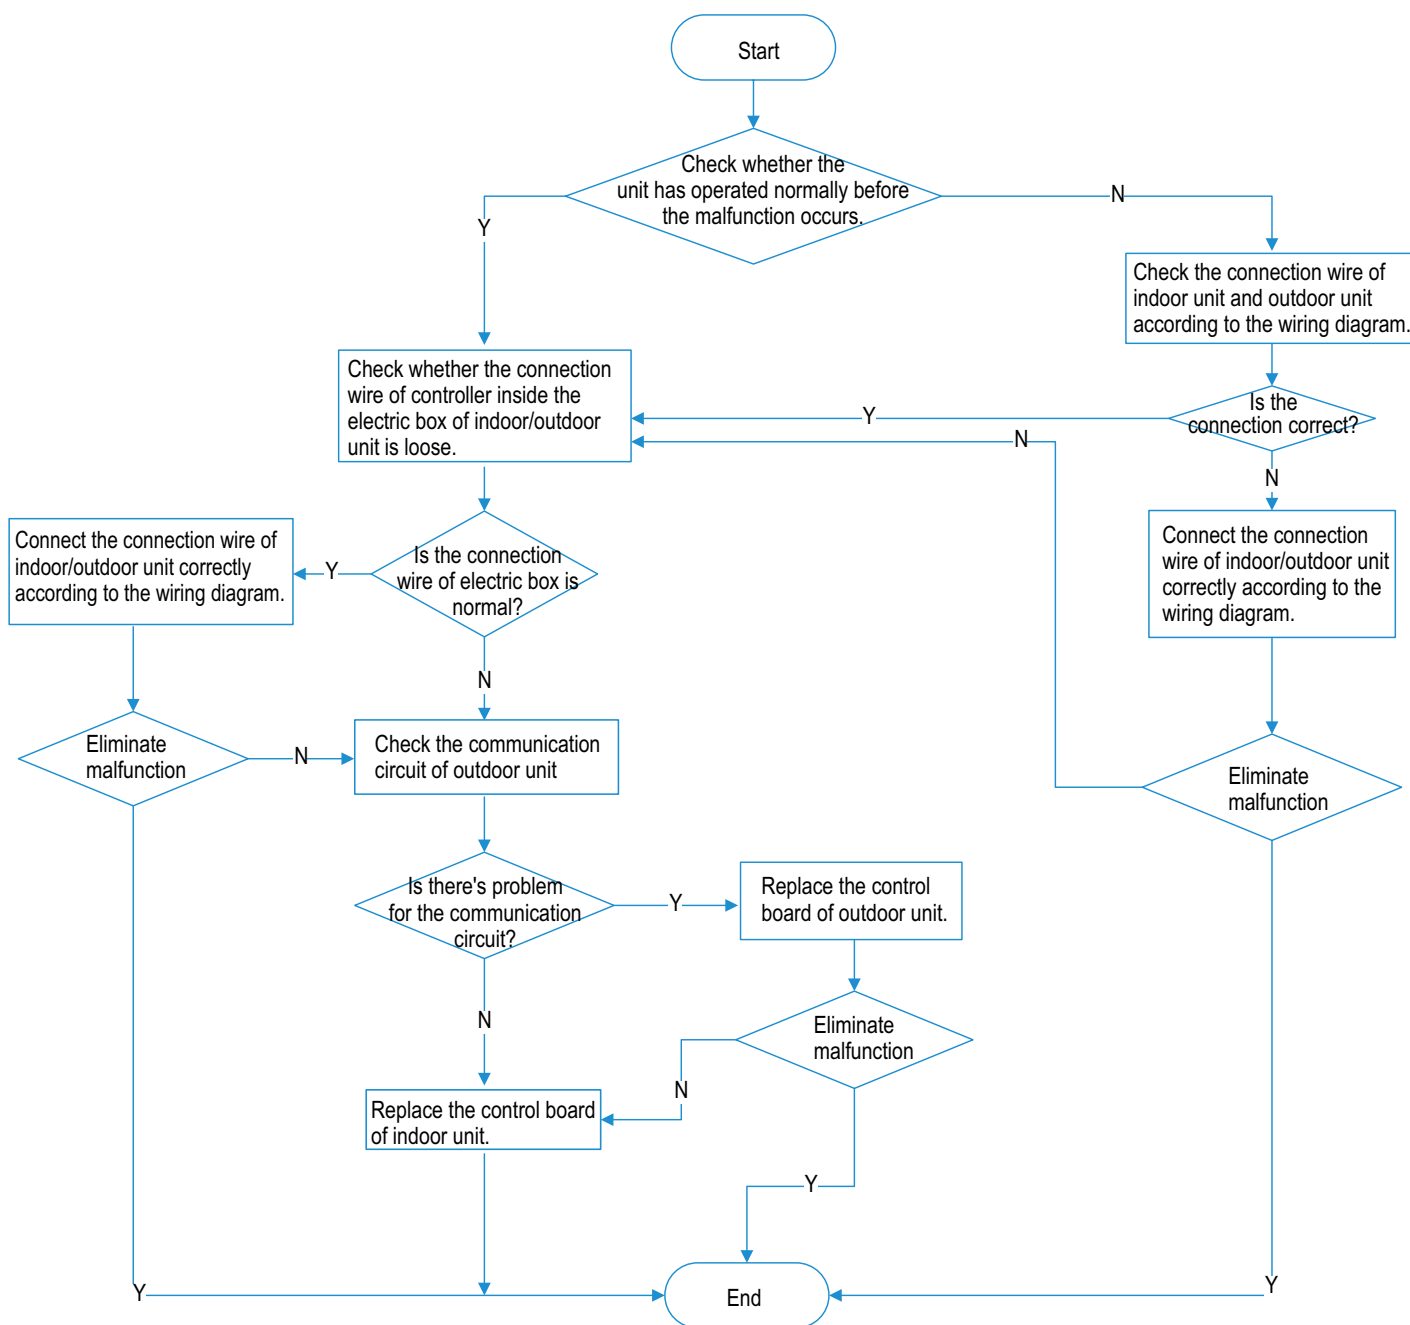 Start
Check whether the
unit has operated normally before
the malfunction occurs.
Y
N
Check the connection wire of
indoor unit and outdoor unit
according to the wiring diagram.
Check whether the connection
wire of controller inside the
electric box of indoor/outdoor
unit is loose.
Y
Is the
connection correct?
N
N
Connect the connection wire of
indoor/outdoor unit correctly
according to the wiring diagram.
Y
Is the connection
wire of electric box is
normal?
Connect the connection
wire of indoor/outdoor unit
correctly according to the
wiring diagram.
N
Eliminate
malfunction
N
Check the communication
circuit of outdoor unit
Eliminate
malfunction
Is there's problem
for the communication
circuit?
Y
Replace the control
board of outdoor unit.
N
Eliminate
malfunction
N
Replace the control board
of indoor unit.
Y
Y
End
Y